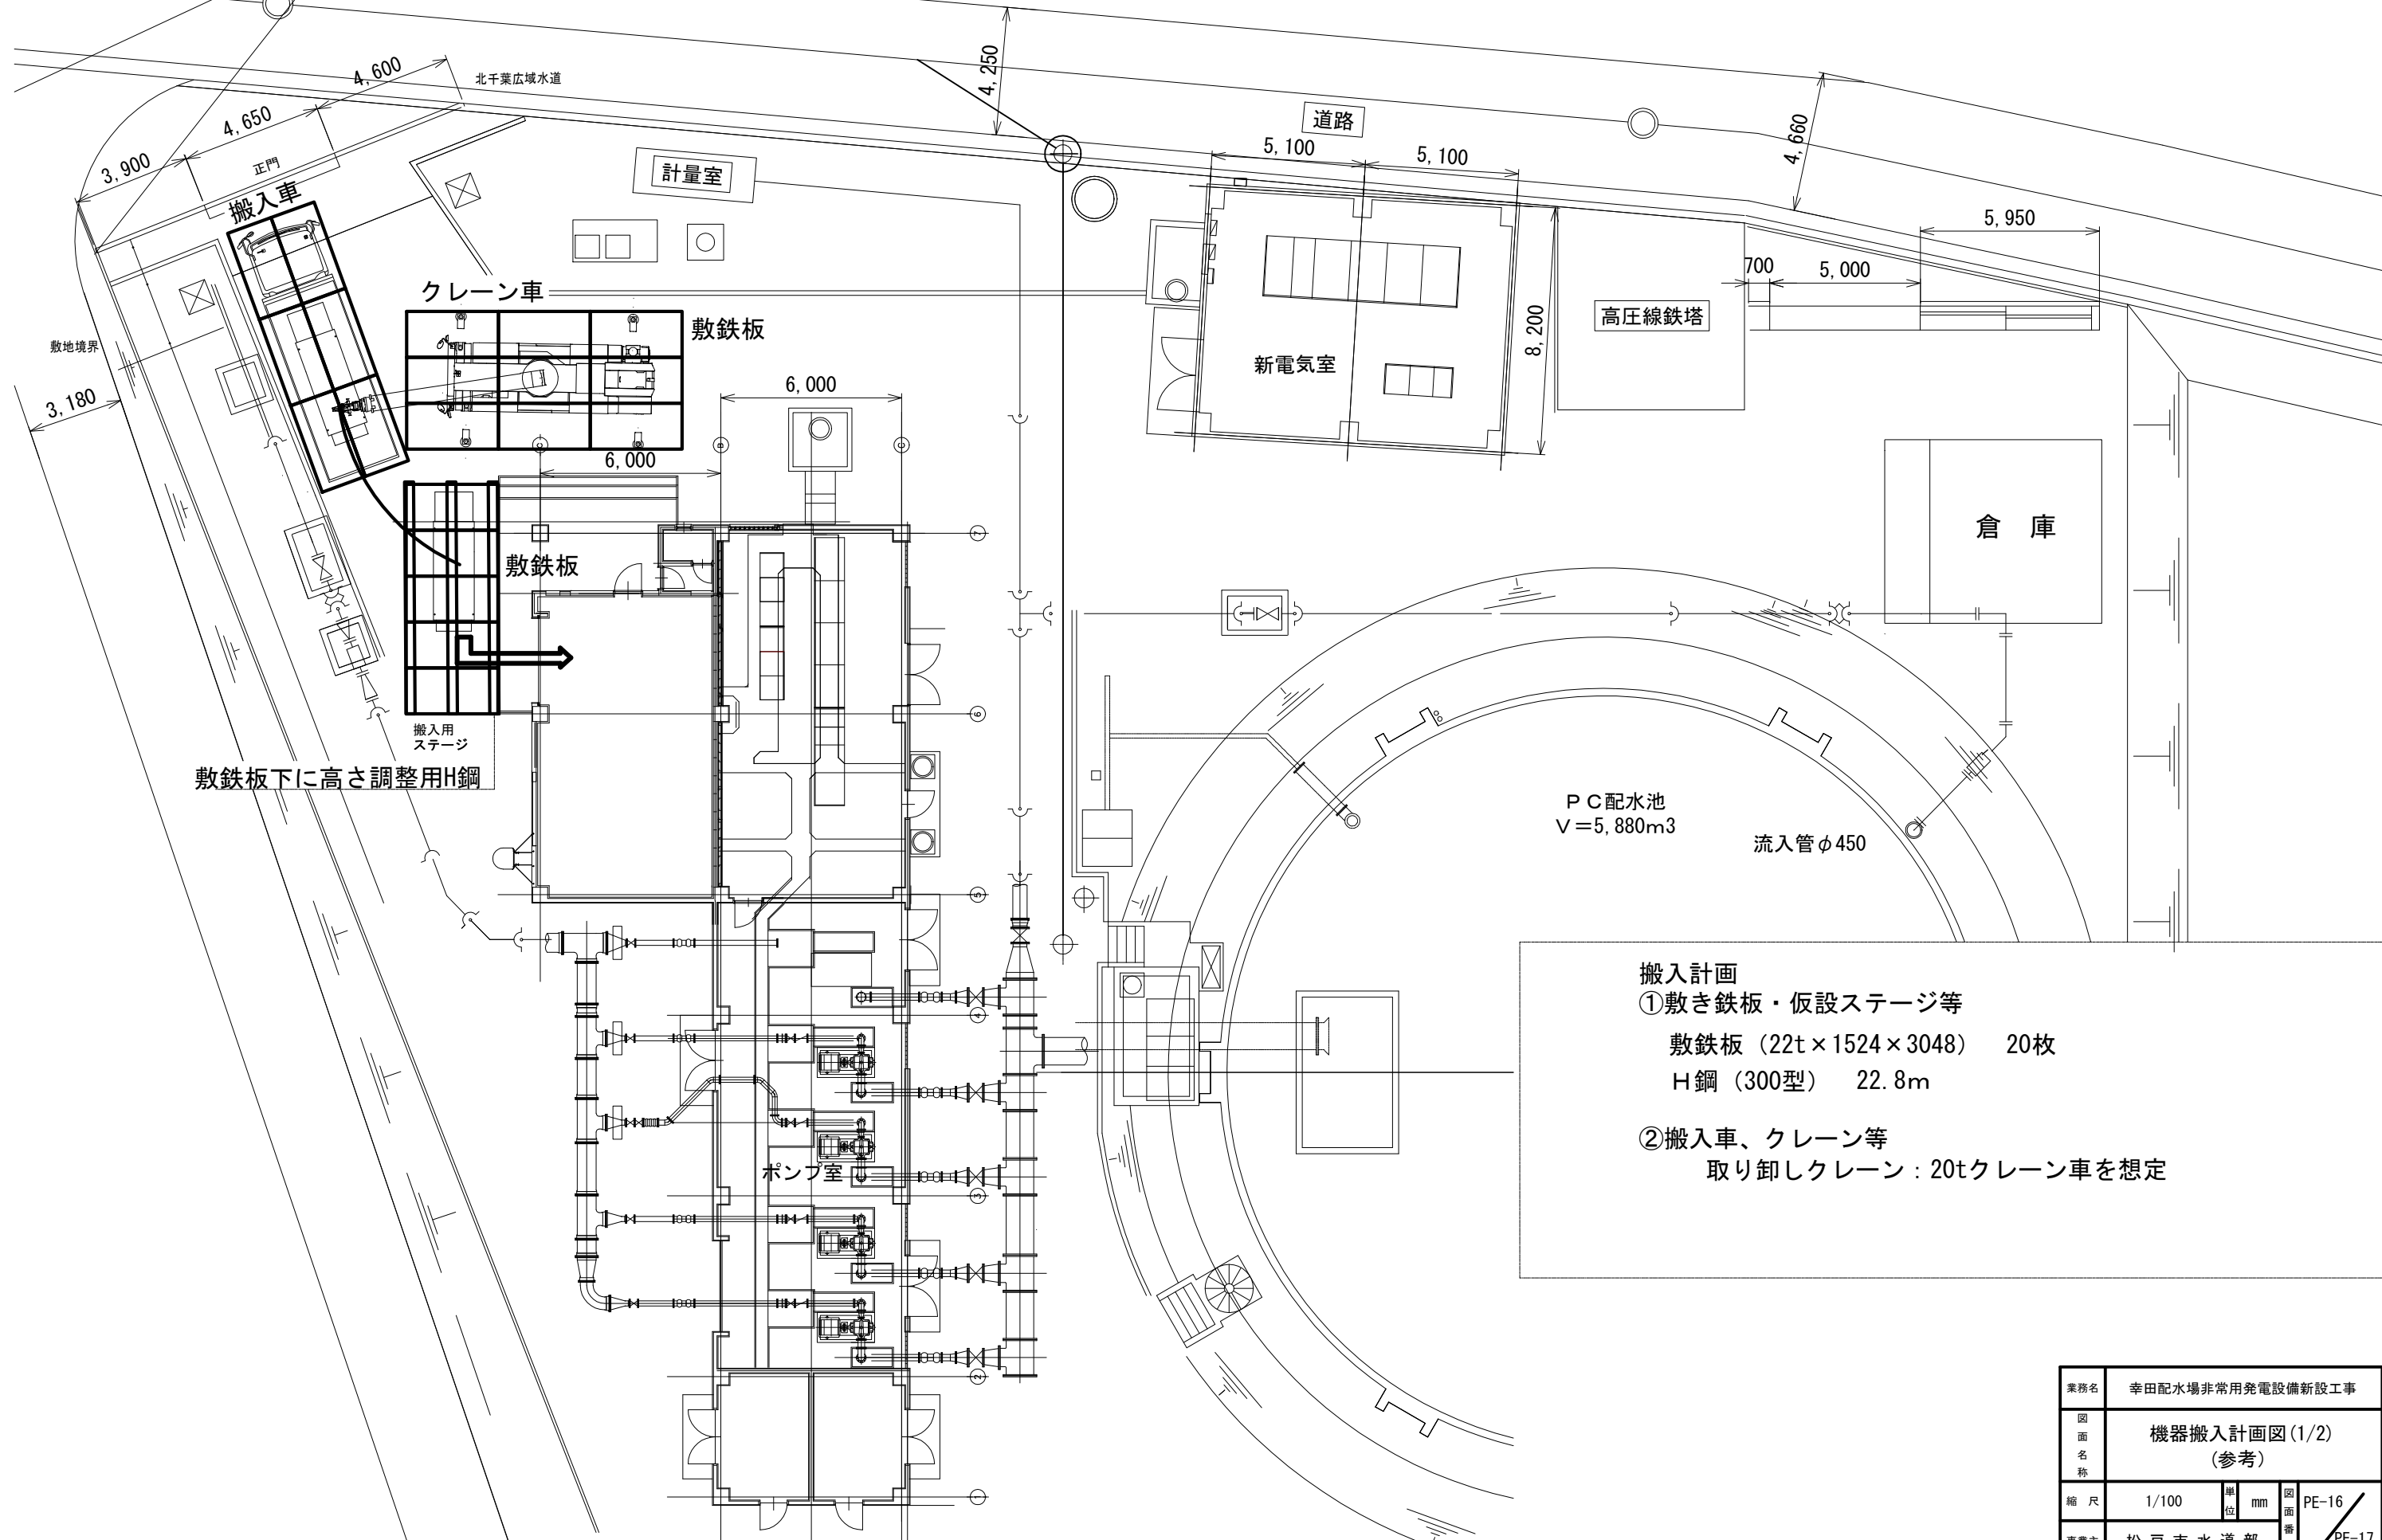 北千葉広域水道
4,600
4,650
3,900
正門
搬入車
4,250
道路
4,660
計量室
5,100
5,100
5,950
700
5,000
クレーン車
敷鉄板
高圧線鉄塔
8,200
新電気室
敷地境界
3,180
6,000
6,000
C
B
C
7
敷鉄板
倉 庫
6
搬入用
ステージ
敷鉄板下に高さ調整用H鋼
PC配水池
V=5,880m3
流入管φ450
5
4
ポンプ室
3
2
1
搬入計画
①敷き鉄板・仮設ステージ等
敷鉄板（22t×1524×3048） 20枚
H鋼（300型） 22.8m
②搬入車、クレーン等
取り卸しクレーン：20tクレーン車を想定
業務名 幸田配水場非常用発電設備新設工事
図面名称 機器搬入計画図(1/2)
(参考)
縮 尺 1/100 単位 mm 図面番 PE-16
PE-17